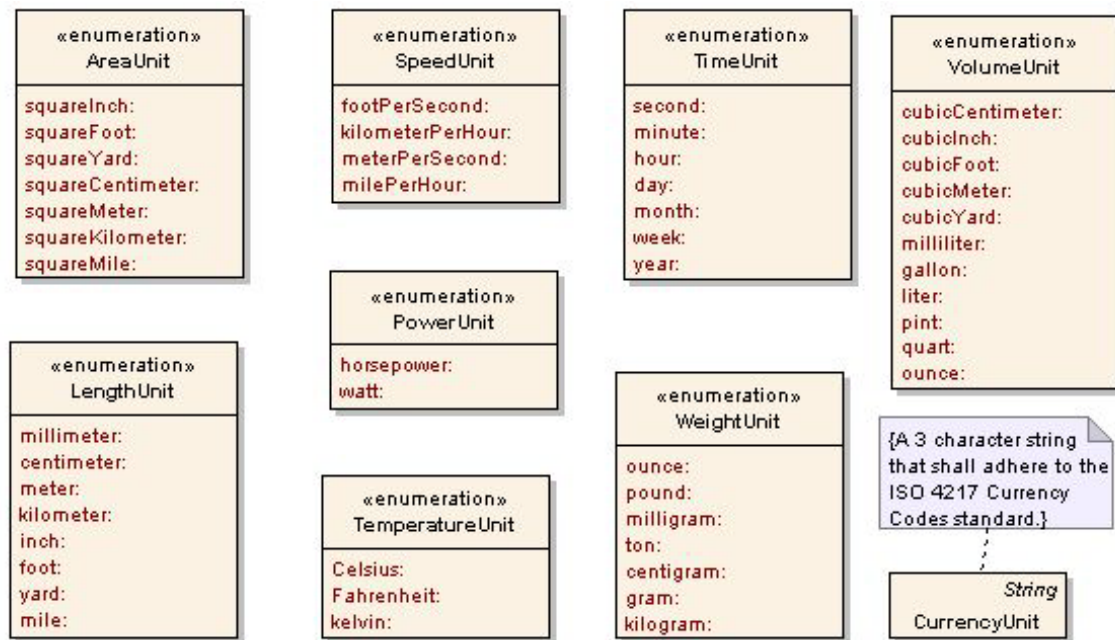 «enumeration»
AreaUnit
squareInch:
squareFoot:
squareYard:
squareCentimeter:
squareMeter:
squareKilometer:
squareMile:
«enumeration»
SpeedUnit
footPerSecond:
kilometerPerHour:
meterPerSecond:
milePerHour:
«enumeration»
TimeUnit
second:
minute:
hour:
day:
month:
week:
year:
«enumeration»
VolumeUnit
cubicCentimeter:
cubicInch:
cubicFoot:
cubicMeter:
cubicYard:
milliliter:
gallon:
liter:
pint:
quart:
ounce:
«enumeration»
PowerUnit
horsepower:
watt:
«enumeration»
LengthUnit
millimeter:
centimeter:
meter:
kilometer:
inch:
foot:
yard:
mile:
«enumeration»
TemperatureUnit
Celsius:
Fahrenheit:
kelvin:
«enumeration»
WeightUnit
ounce:
pound:
milligram:
ton:
centigram:
gram:
kilogram:
{A 3 character string
that shall adhere to the
ISO 4217 Currency
Codes standard.}
String
CurrencyUnit